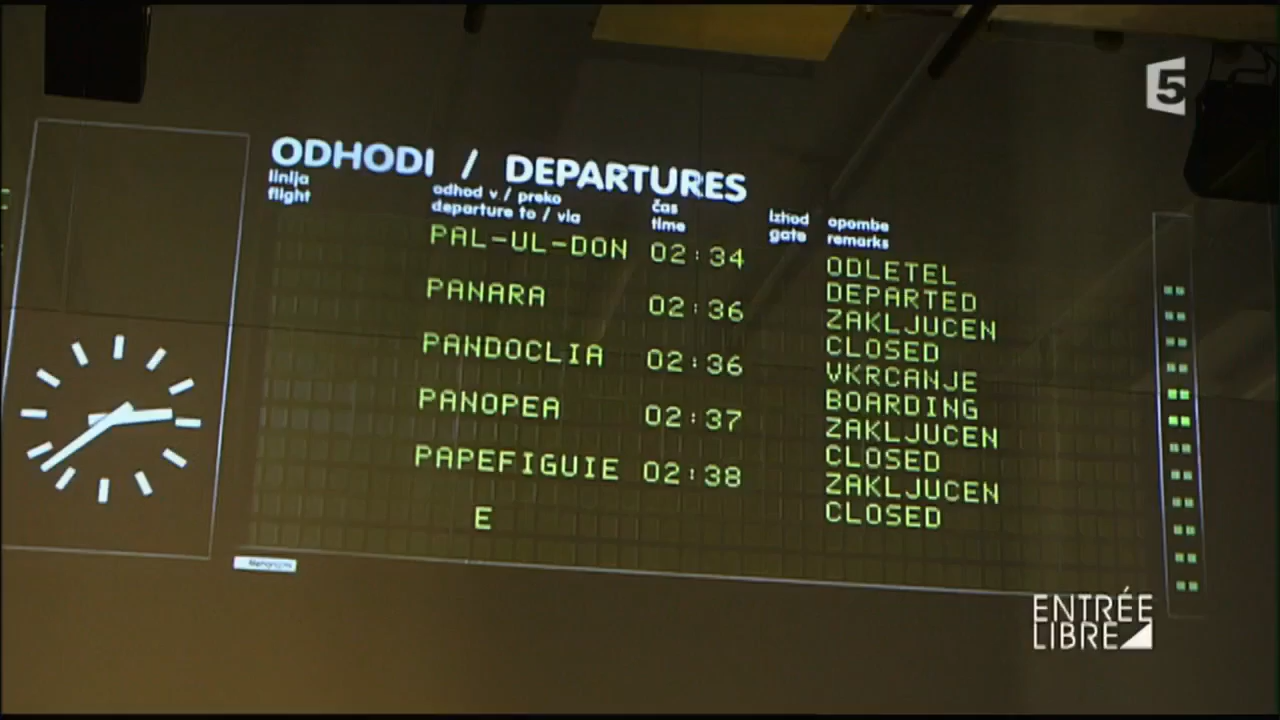 5
ODHODI / DEPARTURES
linija
flight
odhod v / preko
departure to / via
čas
time
izhod
gate
opombe
remarks
PAL-UL-DON 02:34 ODLETEL
DEPARTED
PANARA 02:36 ZAKLJUCEN
CLOSED
PANDOCLIA 02:36 VKRCANJE
BOARDING
PANOPEA 02:37 ZAKLJUCEN
CLOSED
PAPEFIGUIE 02:38 ZAKLJUCEN
E CLOSED
ENTRÉE
LIBRE